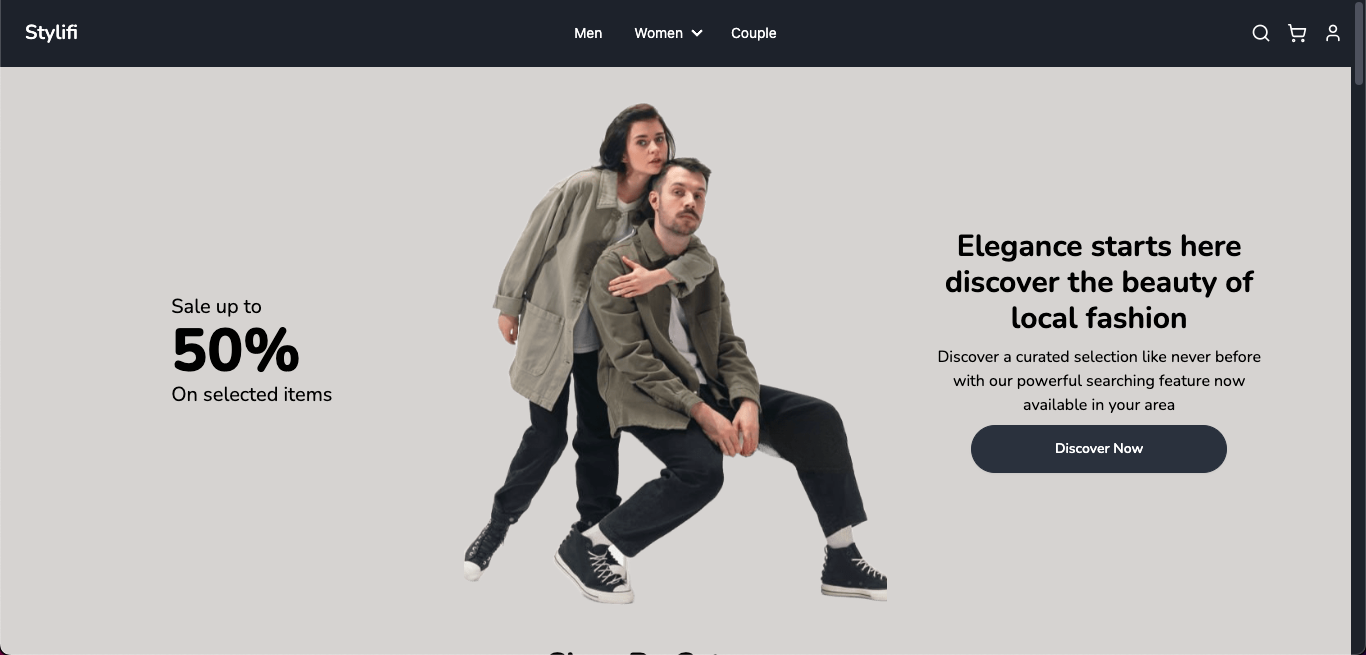 Stylifi
Men
Women
Couple
Sale up to
50%
On selected items
Elegance starts here
discover the beauty of
local fashion
Discover a curated selection like never before
with our powerful searching feature now
available in your area
Discover Now